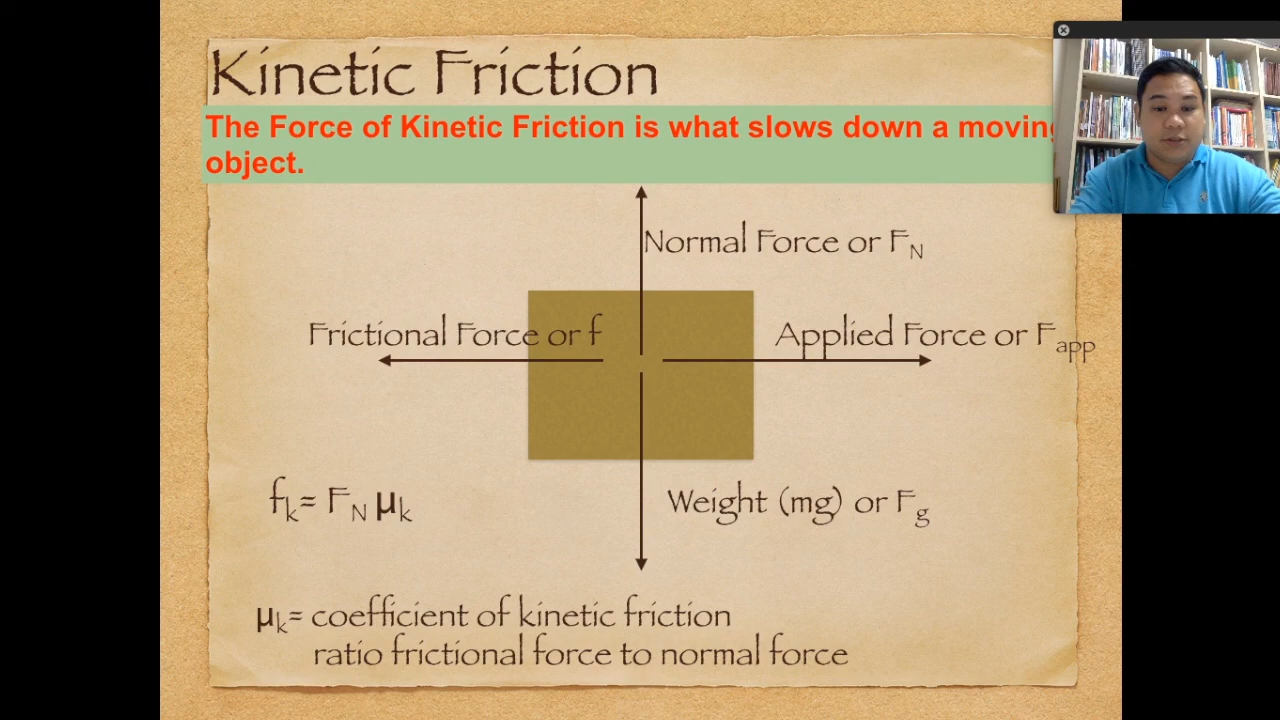 Kinetic Friction
The Force of Kinetic Friction is what slows down a moving
object.
Normal Force or FN
Frictional Force or f
Applied Force or Fapp
fk= FN μk
Weight (mg) or Fg
μk= coefficient of kinetic friction
ratio frictional force to normal force